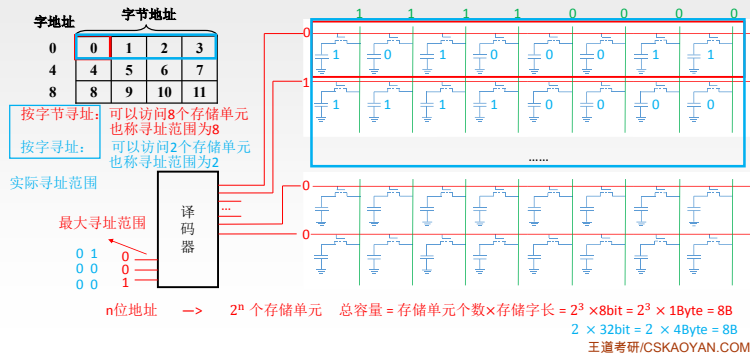 字节地址
字地址
0 0 1 2 3
4 4 5 6 7
8 8 9 10 11
按字节寻址：可以访问8个存储单元
也称寻址范围为8
按字寻址：可以访问2个存储单元
也称寻址范围为2
实际寻址范围
最大寻址范围
0 1 0
0 0 0
0 0 1
译码器
...
1 1 1 1 0 0 0 0
0 1 0 1 0 0 0 1 1
1 1 1 1 1 0 0 0 0
......
0
0
n位地址 —> 2ⁿ 个存储单元 总容量 = 存储单元个数×存储字长 = 2³ ×8bit = 2³ ×1Byte = 8B
2 × 32bit = 2 × 4Byte = 8B
王道考研/CSKAOYAN.COM